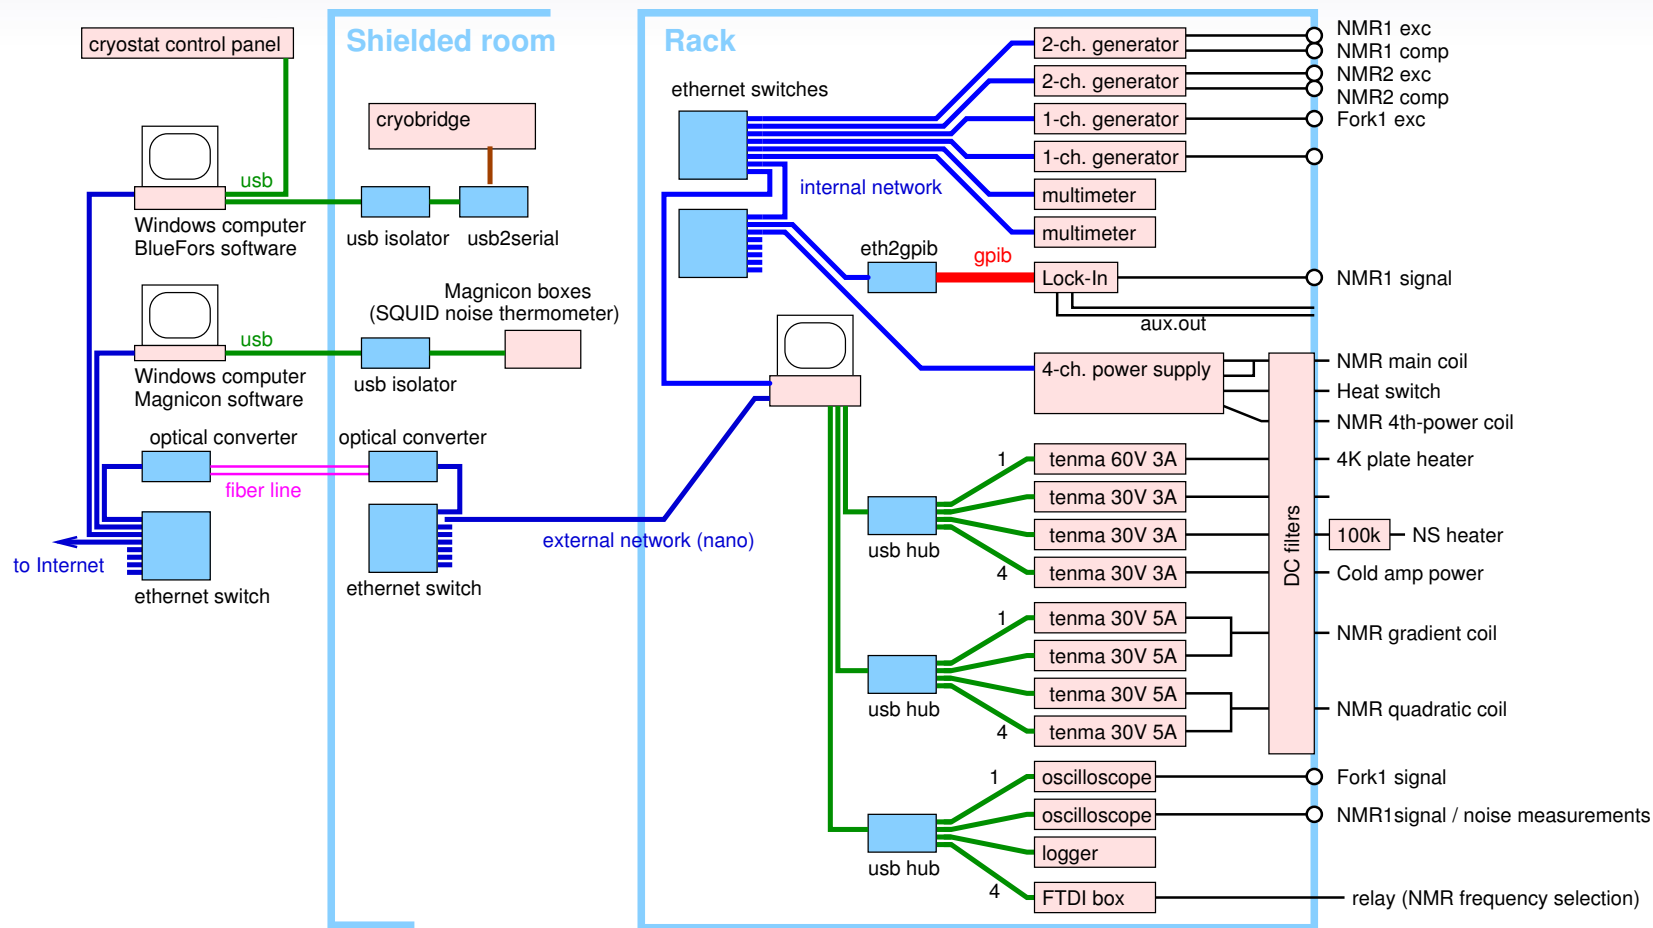 cryostat control panel
Shielded room
Rack
cryobridge
usb
Windows computer
BlueFors software
usb isolator
usb2serial
Magnicon boxes
(SQUID noise thermometer)
usb
Windows computer
Magnicon software
usb isolator
optical converter
optical converter
fiber line
to Internet
ethernet switch
ethernet switch
external network (nano)
ethernet switches
internal network
eth2gpib
gpib
2-ch. generator
2-ch. generator
1-ch. generator
1-ch. generator
multimeter
multimeter
Lock-In
aux.out
4-ch. power supply
NMR1 exc
NMR1 comp
NMR2 exc
NMR2 comp
Fork1 exc
NMR1 signal
NMR main coil
Heat switch
NMR 4th-power coil
DC filters
usb hub
1
4
tenma 60V 3A
tenma 30V 3A
tenma 30V 3A
tenma 30V 3A
4K plate heater
100k
NS heater
Cold amp power
usb hub
1
4
tenma 30V 5A
tenma 30V 5A
tenma 30V 5A
tenma 30V 5A
NMR gradient coil
NMR quadratic coil
usb hub
1
4
oscilloscope
oscilloscope
logger
FTDI box
Fork1 signal
NMR1signal / noise measurements
relay (NMR frequency selection)